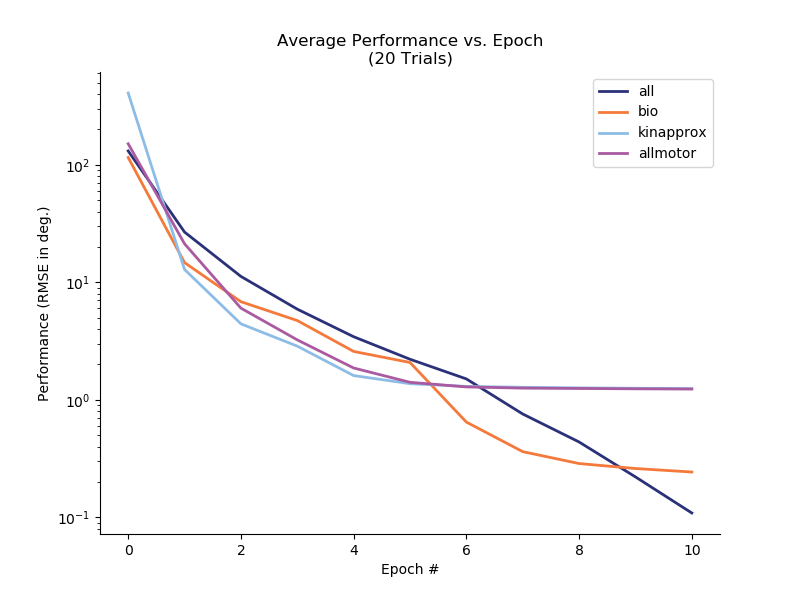 Average Performance vs. Epoch
(20 Trials)
all
bio
kinapprox
allmotor
Performance (RMSE in deg.)
10²
10¹
10⁰
10⁻¹
0 2 4 6 8 10
Epoch #